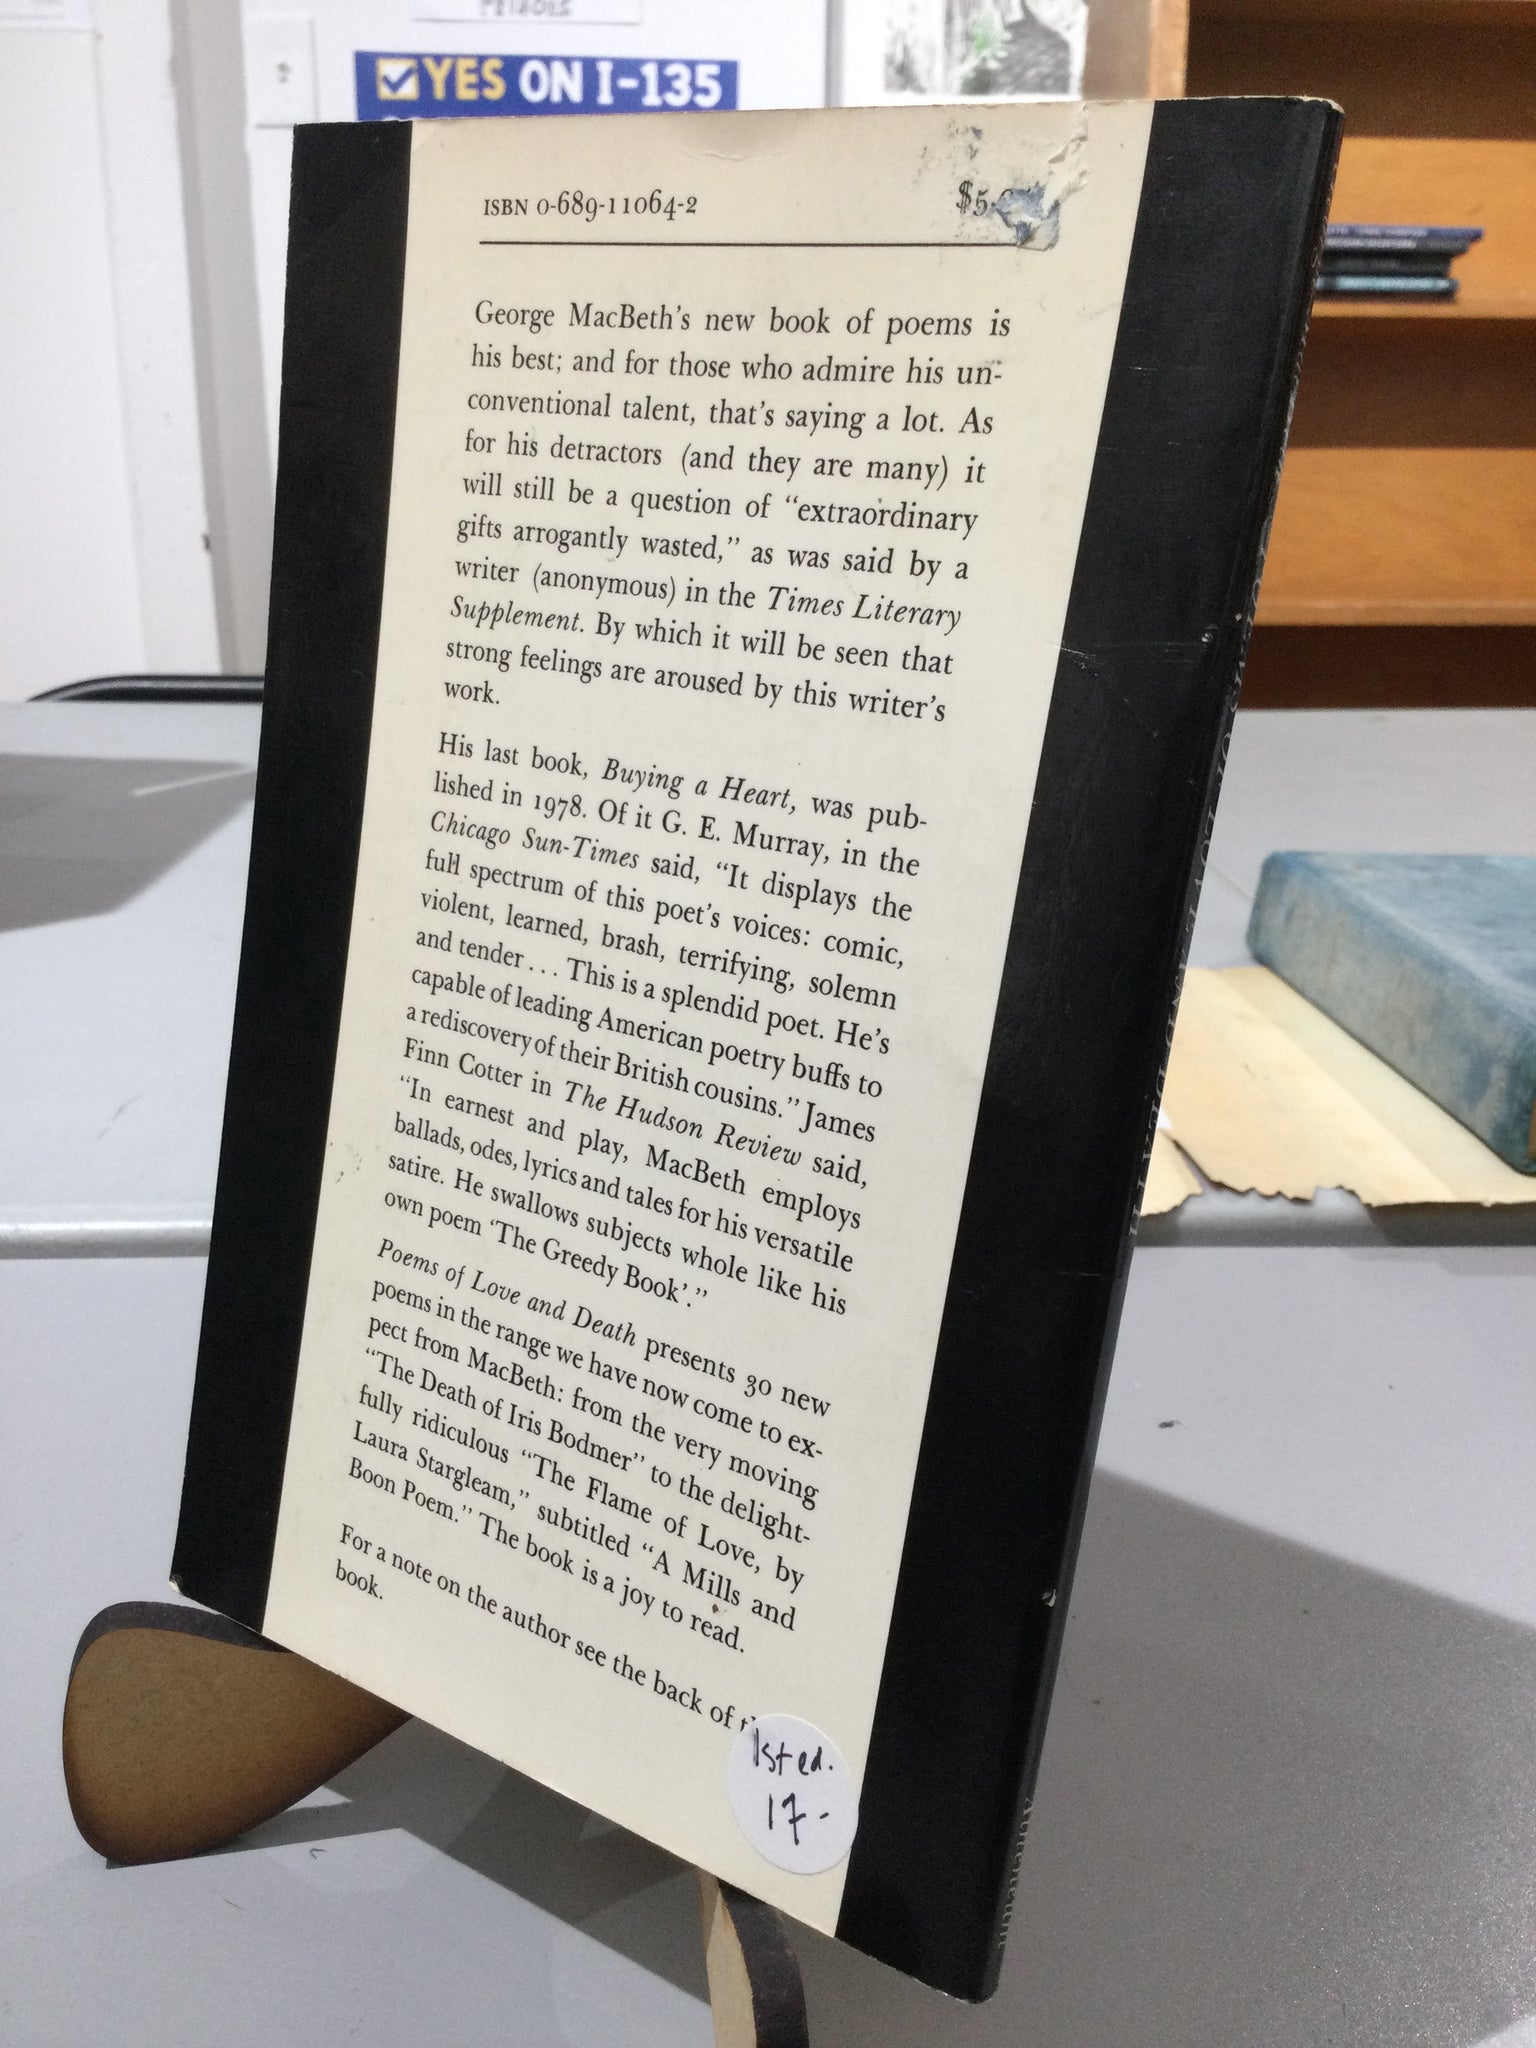 YES ON I-135
ISBN 0-689-11064-2
$5.
George MacBeth's new book of poems is
his best; and for those who admire his un-
conventional talent, that's saying a lot. As
for his detractors (and they are many) it
will still be a question of “extraordinary
gifts arrogantly wasted,” as was said by a
writer (anonymous) in the Times Literary
Supplement. By which it will be seen that
strong feelings are aroused by this writer's
work.
His last book, Buying a Heart, was pub-
lished in 1978. Of it G. E. Murray, in the
Chicago Sun-Times said, “It displays the
full spectrum of this poet's voices: comic,
violent, learned, brash, terrifying, solemn
and tender... This is a splendid poet. He's
capable of leading American poetry buffs to
a rediscovery of their British cousins.” James
Finn Cotter in The Hudson Review said,
“In earnest and play, MacBeth employs
ballads, odes, lyrics and tales for his versatile
satire. He swallows subjects whole like his
own poem ‘The Greedy Book’.”
Poems of Love and Death presents 30 new
poems in the range we have now come to ex-
pect from MacBeth: from the very moving
“The Death of Iris Bodmer” to the delight-
fully ridiculous “The Flame of Love, by
Laura Stargleam,” subtitled “A Mills and
Boon Poem.” The book is a joy to read.
For a note on the author see the back of
book.
1st ed.
17-
LOVE AND DEATH
Atheneum